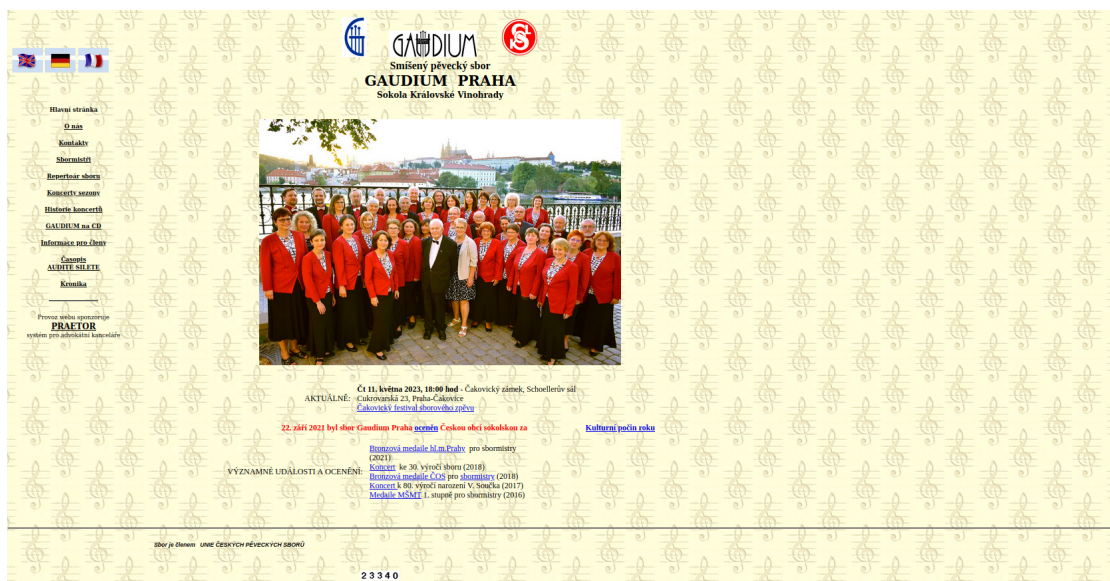 GAUDIUM
Smíšený pěvecký sbor
GAUDIUM PRAHA
Sokola Královské Vinohrady
Hlavní stránka
O nás
Kontakty
Sbormistři
Repertoár sboru
Koncerty sezony
Historie koncertů
GAUDIUM na CD
Informace pro členy
Časopis
AUDITE SILETE
Kronika
Provoz webu sponzoruje
PRAETOR
systém pro advokátní kanceláře
Čt 11. května 2023, 18:00 hod - Čakovický zámek, Schoellerův sál
AKTUÁLNĚ: Cukrovarská 23, Praha-Čakovice
Čakovický festival sborového zpěvu
22. září 2021 byl sbor Gaudium Praha oceněn Českou obcí sokolskou za Kulturní počin roku
VÝZNAMNÉ UDÁLOSTI A OCENĚNÍ:
Bronzová medaile hl.m.Prahy pro sbormistry
(2021)
Koncert ke 30. výročí sboru (2018)
Bronzová medaile ČOS pro sbormistry (2018)
Koncert k 80. výročí narození V. Součka (2017)
Medaile MŠMT 1. stupně pro sbormistry (2016)
Sbor je členem UNIE ČESKÝCH PĚVECKÝCH SBORŮ
23340